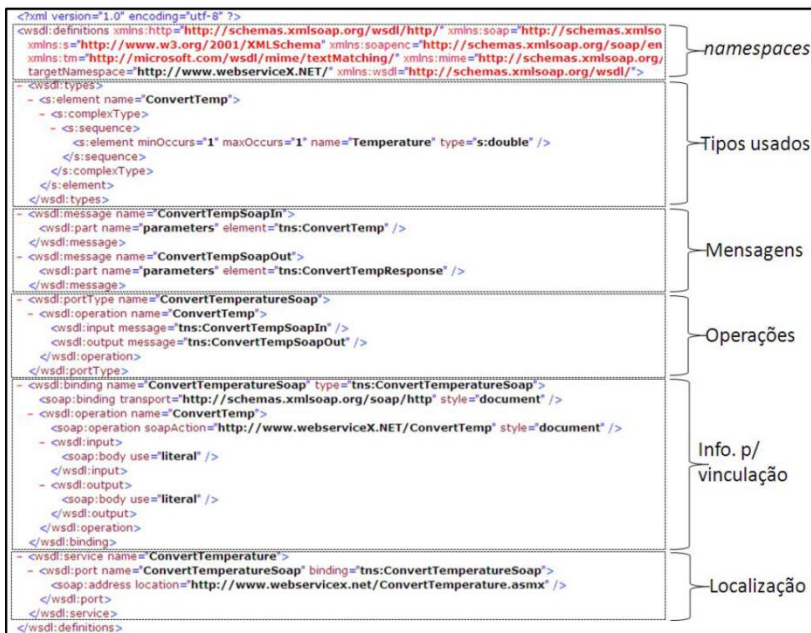 <?xml version="1.0" encoding="utf-8" ?>
<wsdl:definitions xmlns:http="http://schemas.xmlsoap.org/wsdl/http/" xmlns:soap="http://schemas.xmlso
xmlns:s="http://www.w3.org/2001/XMLSchema" xmlns:soapenc="http://schemas.xmlsoap.org/soap/en
xmlns:tm="http://microsoft.com/wsdl/mime/textMatching/" xmlns:mime="http://schemas.xmlsoap.org/
targetNamespace="http://www.webserviceX.NET/" xmlns:wsdl="http://schemas.xmlsoap.org/wsdl/">
namespaces
- <wsdl:types>
- <s:element name="ConvertTemp">
- <s:complexType>
- <s:sequence>
<s:element minOccurs="1" maxOccurs="1" name="Temperature" type="s:double" />
</s:sequence>
</s:complexType>
</s:element>
</wsdl:types>
Tipos usados
- <wsdl:message name="ConvertTempSoapIn">
<wsdl:part name="parameters" element="tns:ConvertTemp" />
</wsdl:message>
- <wsdl:message name="ConvertTempSoapOut">
<wsdl:part name="parameters" element="tns:ConvertTempResponse" />
</wsdl:message>
Mensagens
- <wsdl:portType name="ConvertTemperatureSoap">
- <wsdl:operation name="ConvertTemp">
<wsdl:input message="tns:ConvertTempSoapIn" />
<wsdl:output message="tns:ConvertTempSoapOut" />
</wsdl:operation>
</wsdl:portType>
Operações
- <wsdl:binding name="ConvertTemperatureSoap" type="tns:ConvertTemperatureSoap">
<soap:binding transport="http://schemas.xmlsoap.org/soap/http" style="document" />
- <wsdl:operation name="ConvertTemp">
<soap:operation soapAction="http://www.webserviceX.NET/ConvertTemp" style="document" />
- <wsdl:input>
<soap:body use="literal" />
</wsdl:input>
- <wsdl:output>
<soap:body use="literal" />
</wsdl:output>
</wsdl:operation>
</wsdl:binding>
Info. p/
vinculação
- <wsdl:service name="ConvertTemperature">
- <wsdl:port name="ConvertTemperatureSoap" binding="tns:ConvertTemperatureSoap">
<soap:address location="http://www.webservicex.net/ConvertTemperature.asmx" />
</wsdl:port>
</wsdl:service>
Localização
</wsdl:definitions>